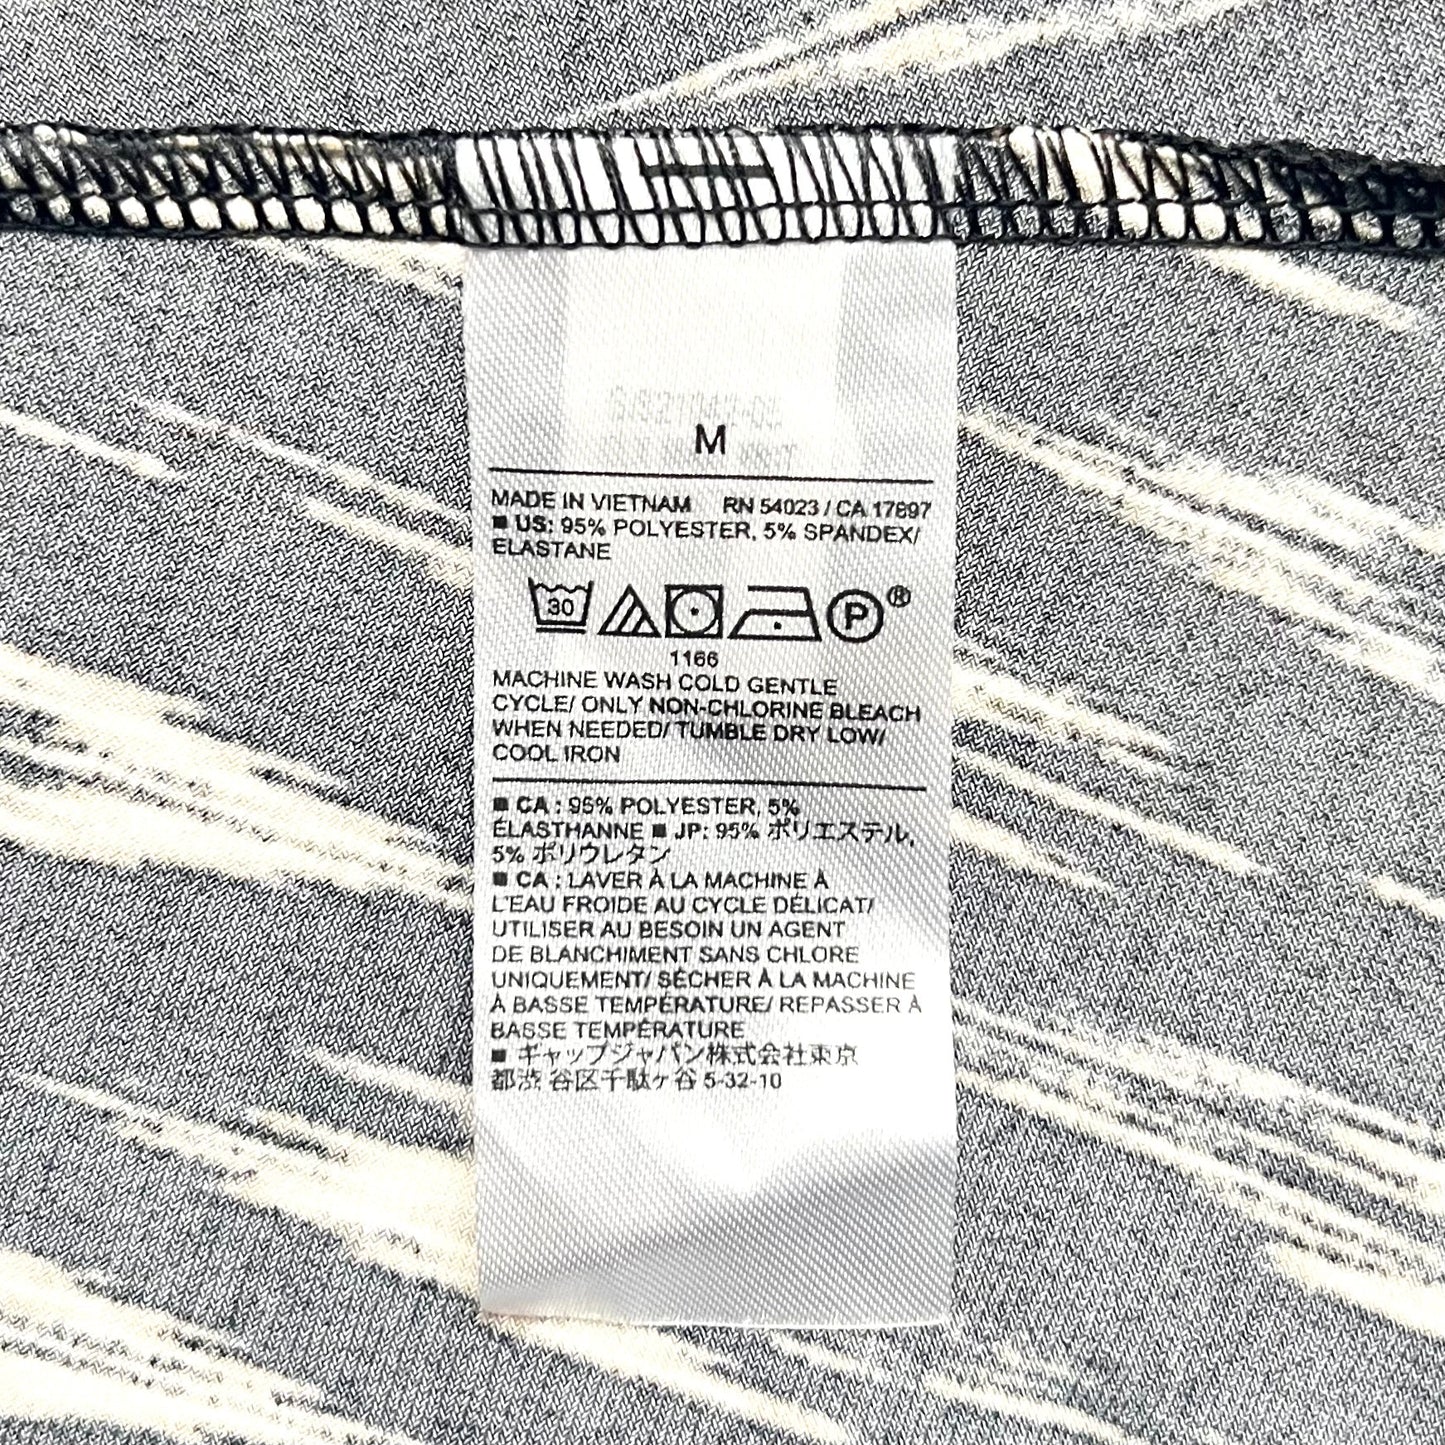 M
MADE IN VIETNAM RN 54023 / CA 17897
■ US: 95% POLYESTER, 5% SPANDEX/
ELASTANE
30 P ®
1166
MACHINE WASH COLD GENTLE
CYCLE/ ONLY NON-CHLORINE BLEACH
WHEN NEEDED/ TUMBLE DRY LOW/
COOL IRON
■ CA : 95% POLYESTER, 5%
ÉLASTHANNE ■ JP: 95% ポリエステル,
5% ポリウレタン
■ CA : LAVER À LA MACHINE À
L'EAU FROIDE AU CYCLE DÉLICAT/
UTILISER AU BESOIN UN AGENT
DE BLANCHIMENT SANS CHLORE
UNIQUEMENT/ SÉCHER À LA MACHINE
À BASSE TEMPÉRATURE/ REPASSER À
BASSE TEMPÉRATURE
■ ギャップジャパン株式会社東京
都渋 谷区千駄ヶ谷 5-32-10